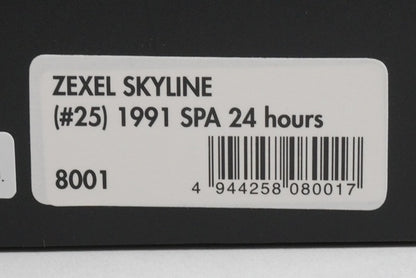 ZEXEL SKYLINE
(#25) 1991 SPA 24 hours
8001
4 944258 080017